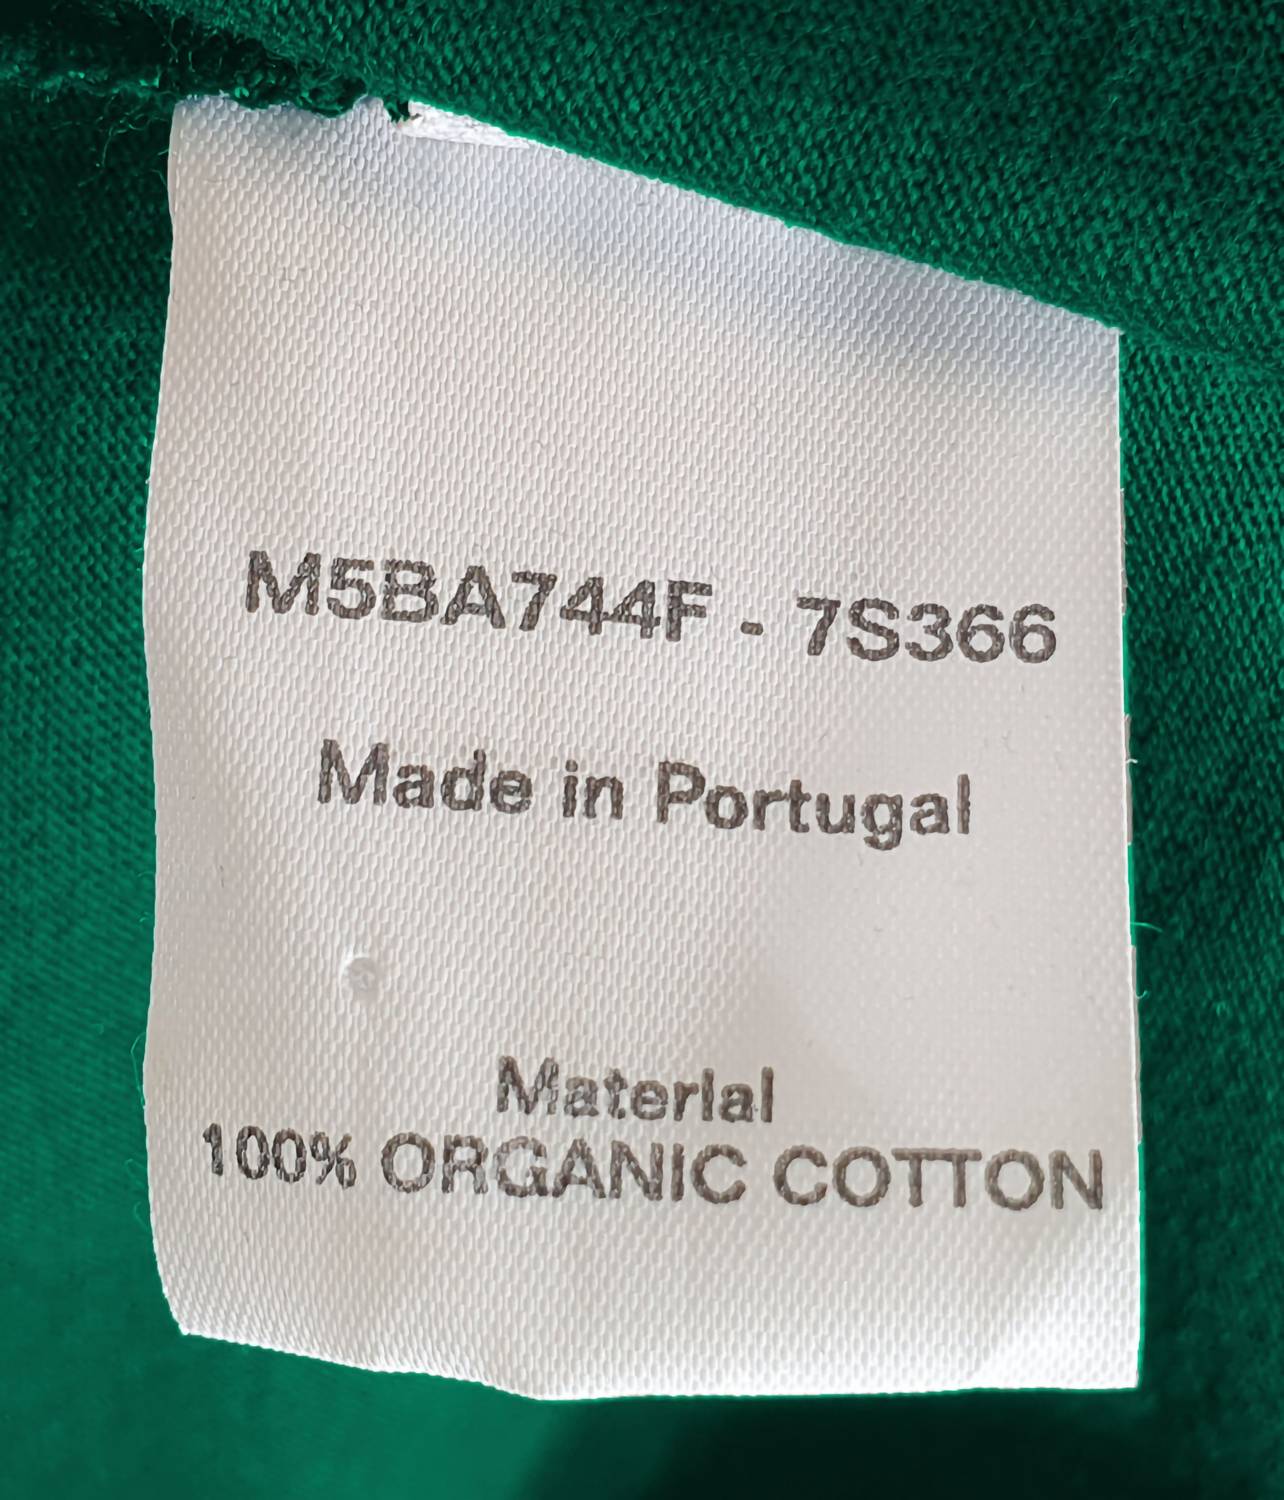 M5BA744F - 7S366
Made in Portugal
Material
100% ORGANIC COTTON